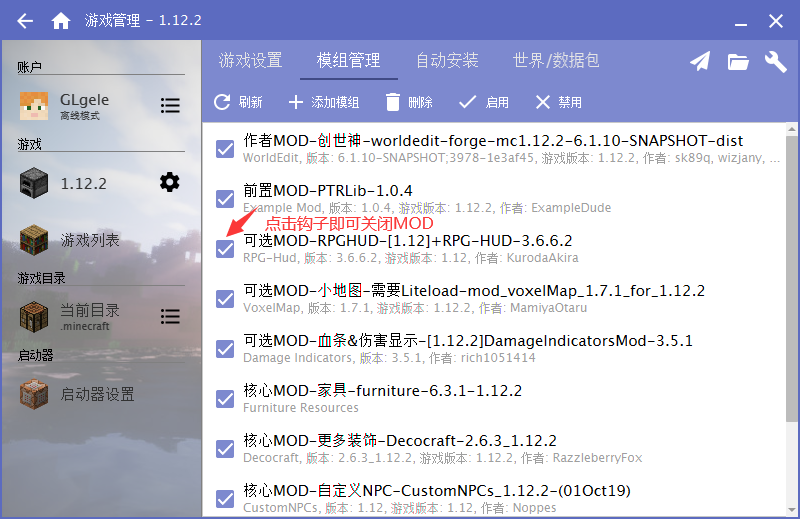 游戏管理 - 1.12.2
账户
GLgele
离线模式
游戏
1.12.2
游戏列表
游戏目录
当前目录
.minecraft
启动器
启动器设置
游戏设置 模组管理 自动安装 世界/数据包
刷新 添加模组 删除 启用 禁用
作者MOD-创世神-worldedit-forge-mc1.12.2-6.1.10-SNAPSHOT-dist
WorldEdit, 版本: 6.1.10-SNAPSHOT;3978-1e3af45, 游戏版本: 1.12.2, 作者: sk89q, wizjany, ...
前置MOD-PTRLib-1.0.4
Example Mod, 版本: 1.0.4, 游戏版本: 1.12.2, 作者: ExampleDude
点击钩子即可关闭MOD
可选MOD-RPGHUD-[1.12]+RPG-HUD-3.6.6.2
RPG-Hud, 版本: 3.6.6.2, 游戏版本: 1.12, 作者: KurodaAkira
可选MOD-小地图-需要Liteload-mod_voxelMap_1.7.1_for_1.12.2
VoxelMap, 版本: 1.7.1, 游戏版本: 1.12.2, 作者: MamiyaOtaru
可选MOD-血条&伤害显示-[1.12.2]DamageIndicatorsMod-3.5.1
Damage Indicators, 版本: 3.5.1, 作者: rich1051414
核心MOD-家具-furniture-6.3.1-1.12.2
Furniture Resources
核心MOD-更多装饰-Decocraft-2.6.3_1.12.2
Decocraft, 版本: 2.6.3_1.12.2, 游戏版本: 1.12.2, 作者: RazzleberryFox
核心MOD-自定义NPC-CustomNPCs_1.12.2-(01Oct19)
CustomNPCs, 版本: 1.12, 游戏版本: 1.12, 作者: Noppes